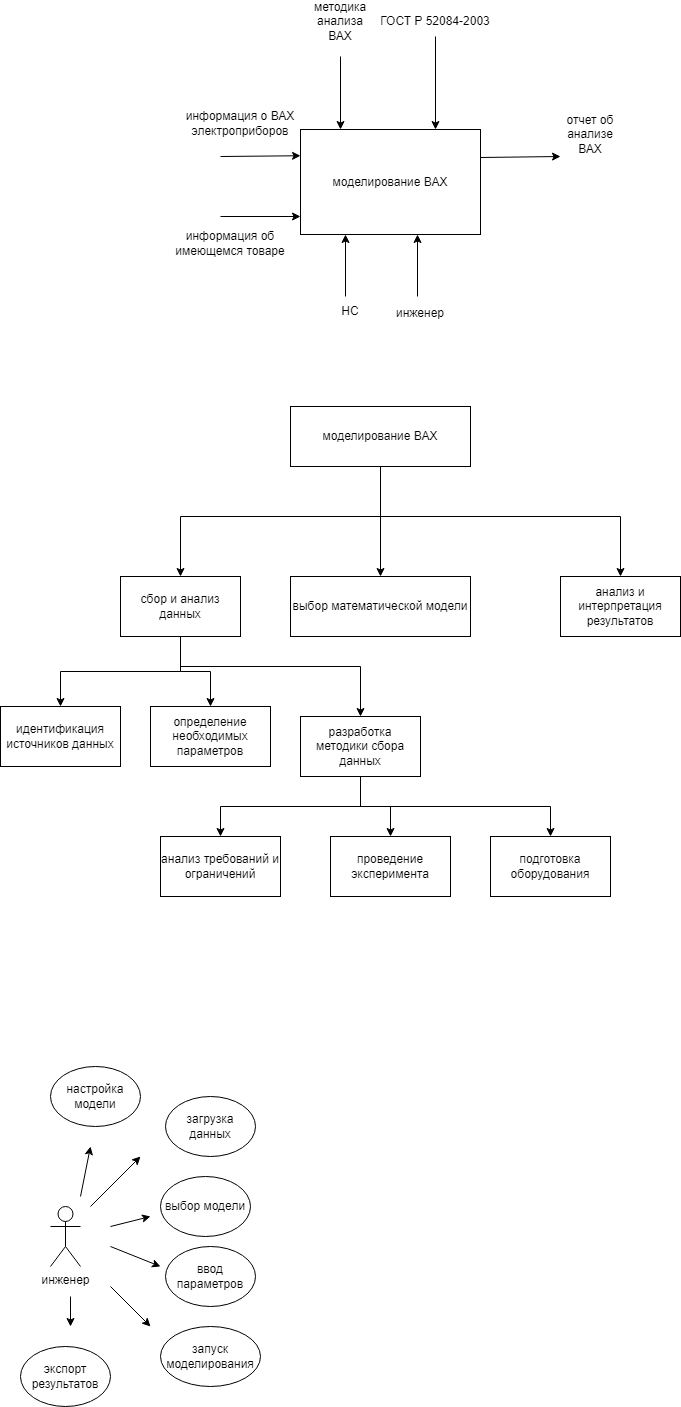 методика
анализа
ВАХ
ГОСТ Р 52084-2003
информация о ВАХ
электроприборов
отчет об
анализе
ВАХ
моделирование ВАХ
информация об
имеющемся товаре
НС
инженер
моделирование ВАХ
сбор и анализ
данных
выбор математической модели
анализ и
интерпретация
результатов
идентификация
источников данных
определение
необходимых
параметров
разработка
методики сбора
данных
анализ требований и
ограничений
проведение
эксперимента
подготовка
оборудования
настройка
модели
загрузка
данных
выбор модели
ввод
параметров
инженер
запуск
моделирования
экспорт
результатов